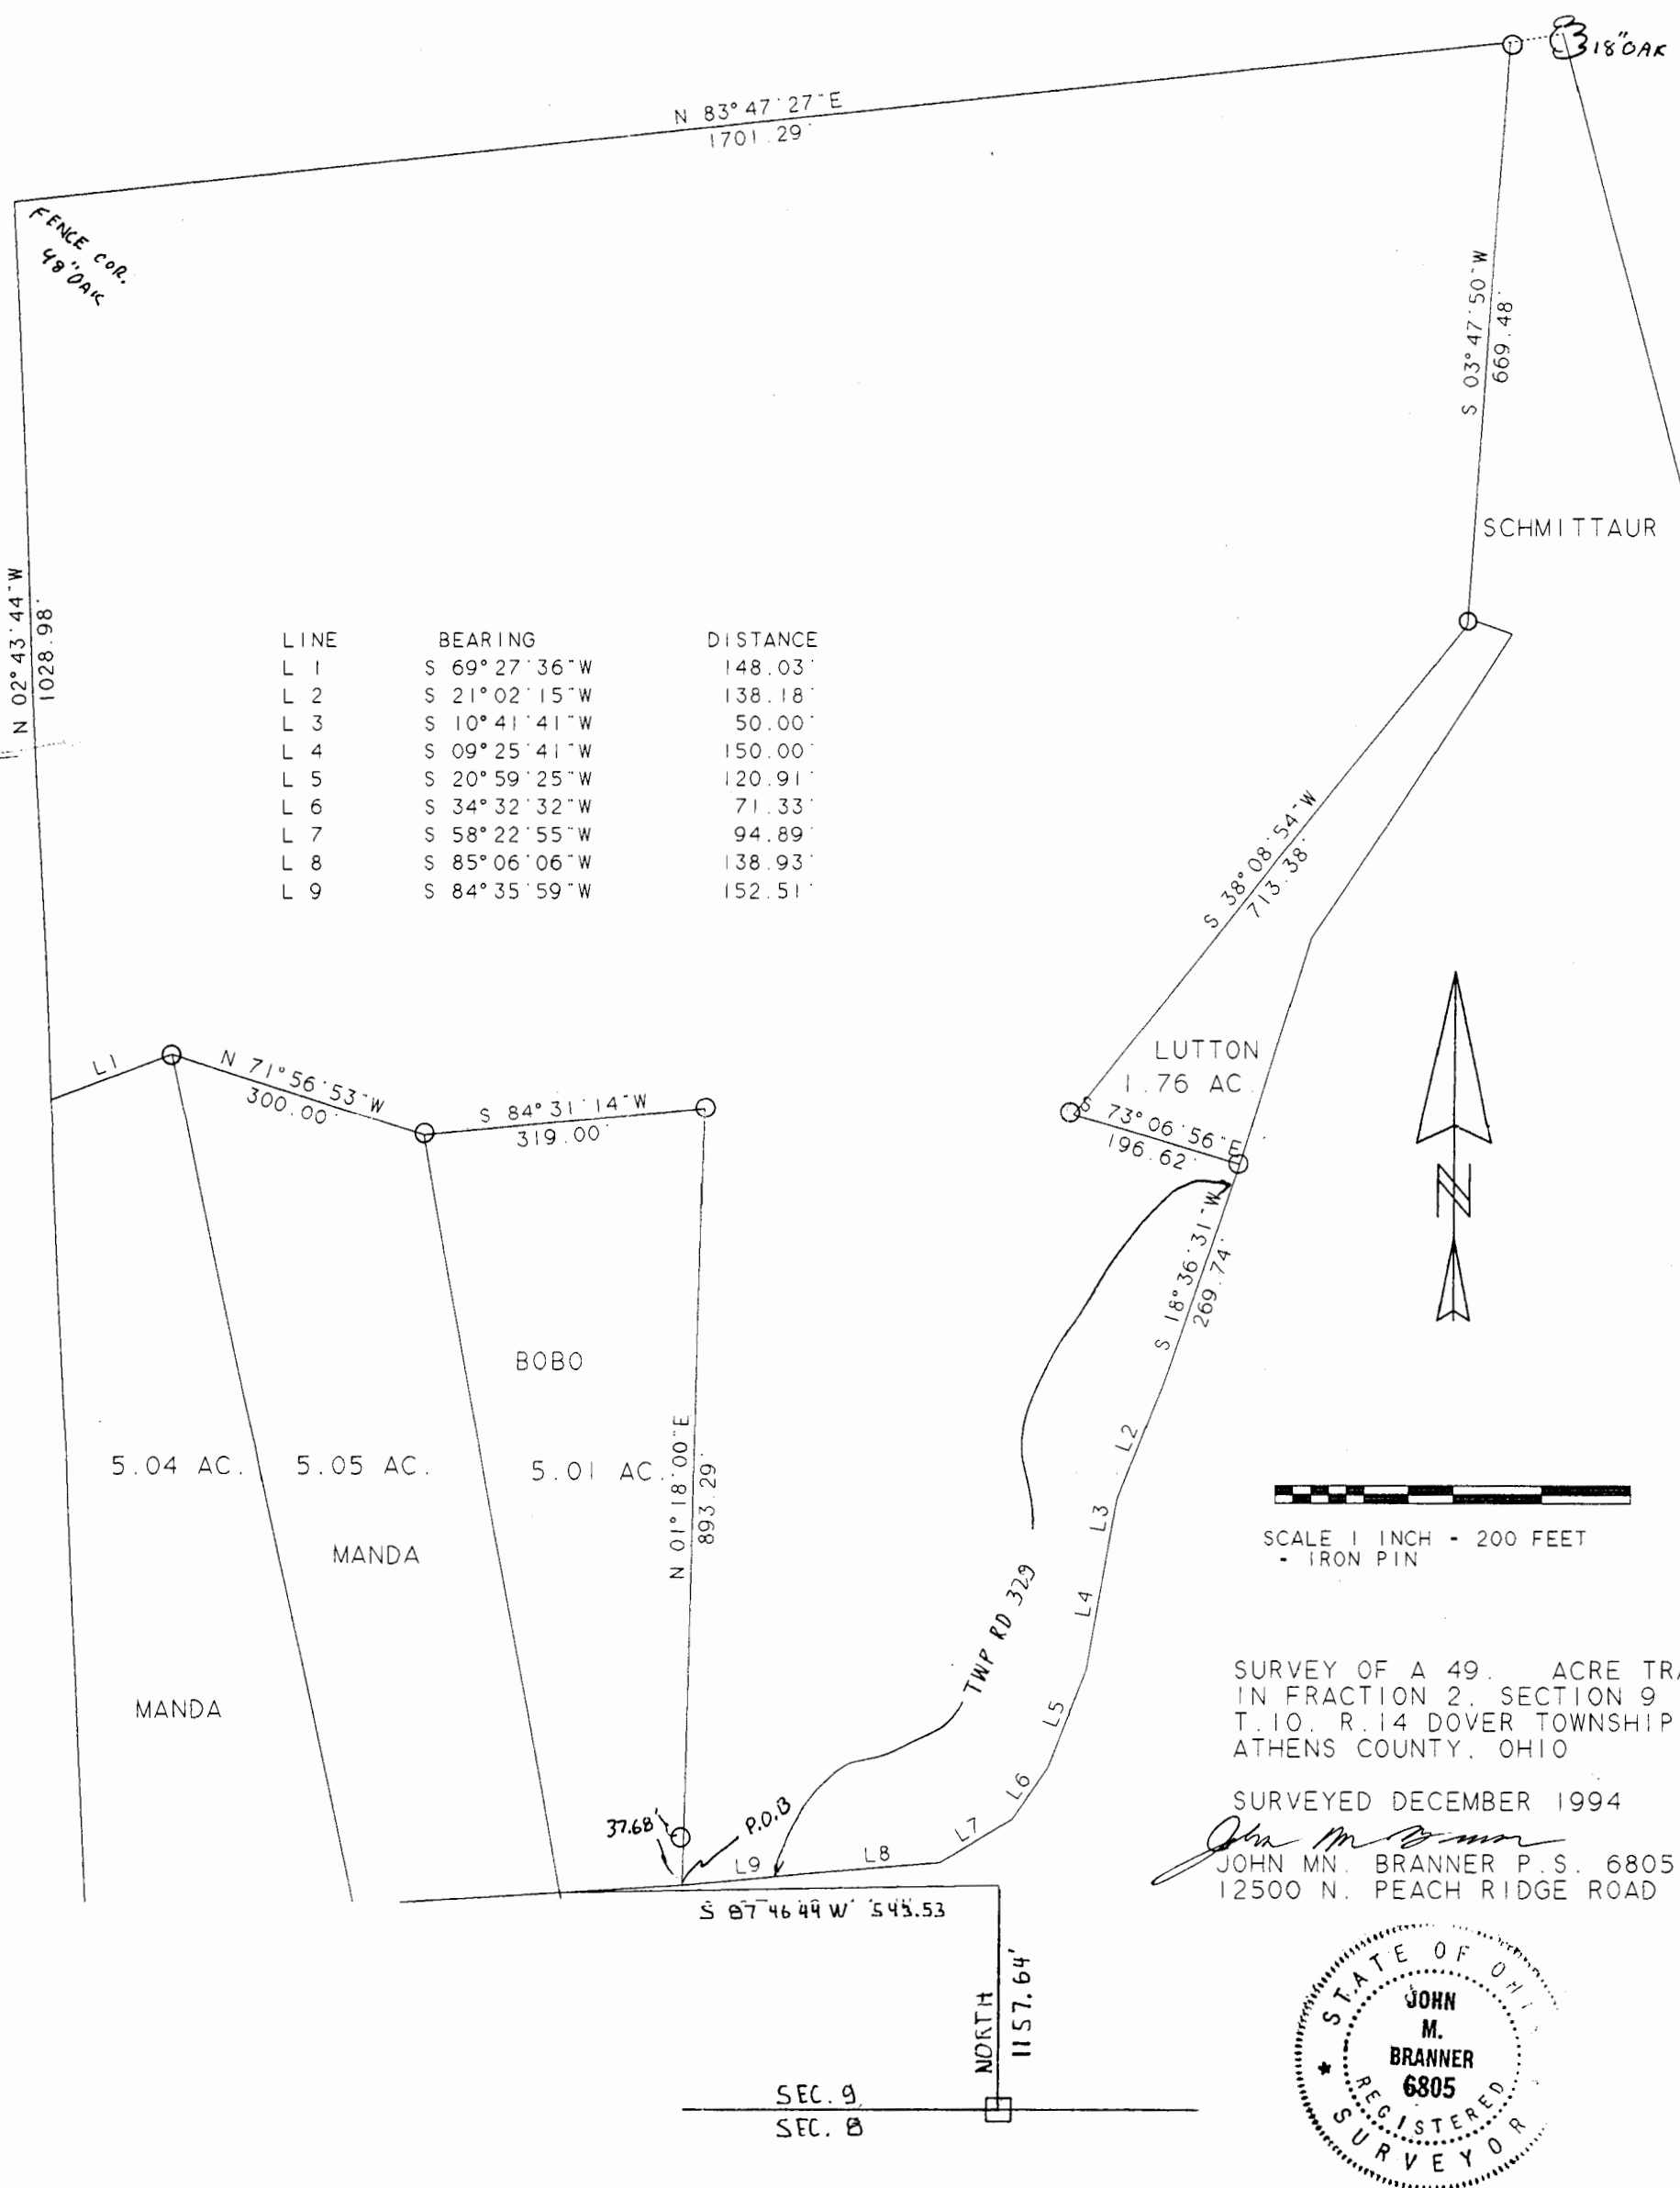 18" OAK
N 83°47'27"E
1701.29'
FENCE COR.
48" OAK
S 03°47'50"W
669.48'
SCHMITTAUR
N 02°43'44"W
1028.98'
LINE BEARING DISTANCE
L 1 S 69°27'36"W 148.03'
L 2 S 21°02'15"W 138.18'
L 3 S 10°41'41"W 50.00'
L 4 S 09°25'41"W 150.00'
L 5 S 20°59'25"W 120.91'
L 6 S 34°32'32"W 71.33'
L 7 S 58°22'55"W 94.89'
L 8 S 85°06'06"W 138.93'
L 9 S 84°35'59"W 152.51'
S 38°08'54"W
713.38'
L1
N 71°56'53"W
300.00'
S 84°31'14"W
319.00'
LUTTON
1.76 AC.
S 73°06'56"E
196.62'
N
S 18°36'31"W
269.74'
BOBO
5.04 AC.
5.05 AC.
5.01 AC.
N 01°18'00"E
893.29'
MANDA
MANDA
L2
L3
L4
L5
L6
L7
L8
L9
TWP RD 329
SCALE 1 INCH - 200 FEET
- IRON PIN
SURVEY OF A 49. ACRE TRA
IN FRACTION 2. SECTION 9
T.10. R.14 DOVER TOWNSHIP
ATHENS COUNTY. OHIO
SURVEYED DECEMBER 1994
JOHN MN. BRANNER P.S. 6805
12500 N. PEACH RIDGE ROAD
37.68'
P.O.B
S 87 46 49 W
NORTH
1157.64'
SEC. 9
SEC. 8
STATE OF OHI
JOHN
M.
BRANNER
6805
REGISTERED
SURVEYOR